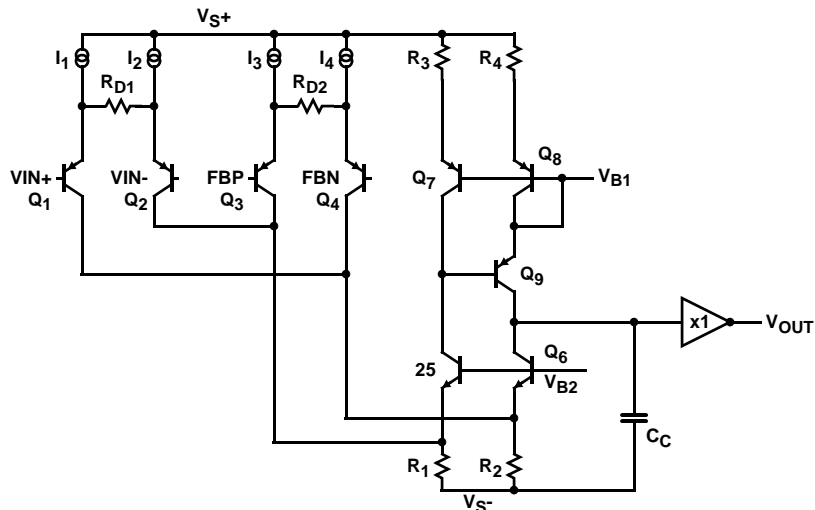 VS+
I1
I2
I3
I4
R3
R4
RD1
RD2
VIN+
Q1
VIN-
Q2
FBP
Q3
FBN
Q4
Q7
Q8
VB1
Q9
x1
VOUT
25
Q6
VB2
CC
R1
R2
VS-